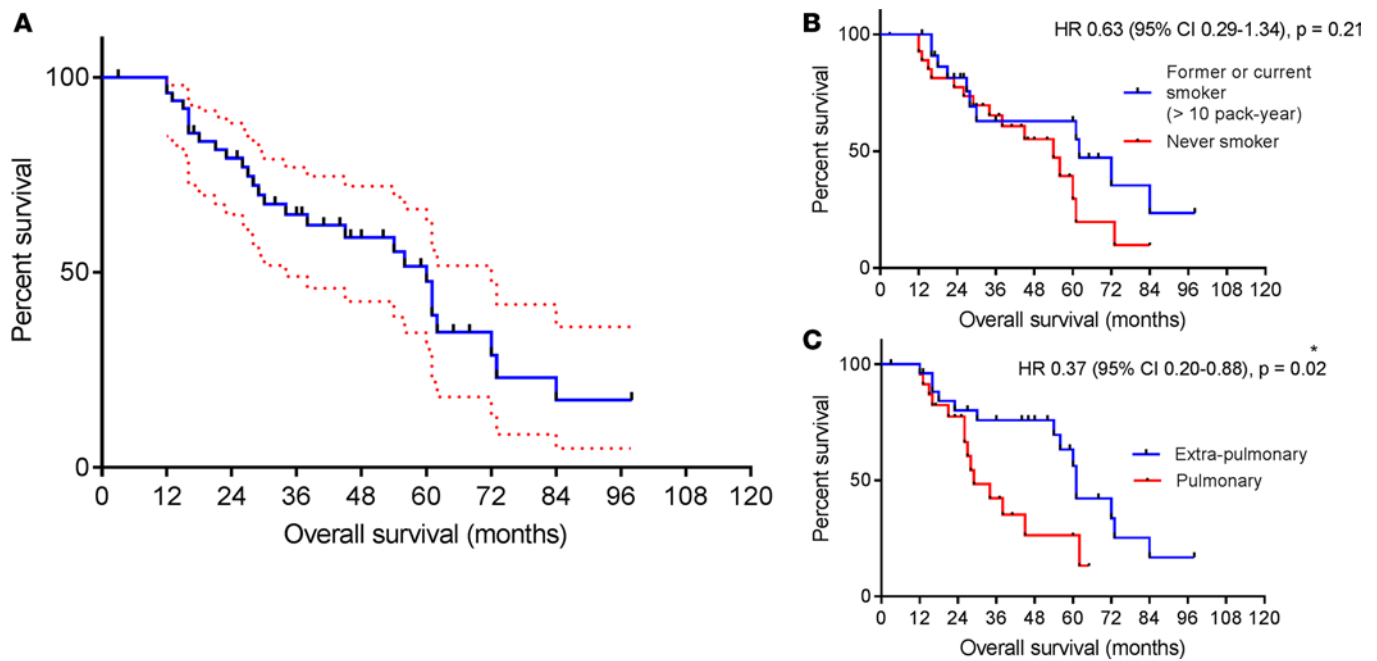 A
Percent survival
100
50
0
0 12 24 36 48 60 72 84 96 108 120
Overall survival (months)
B
HR 0.63 (95% CI 0.29-1.34), p = 0.21
Percent survival
100
50
0
Former or current
smoker
(> 10 pack-year)
Never smoker
0 12 24 36 48 60 72 84 96 108 120
Overall survival (months)
C
*
HR 0.37 (95% CI 0.20-0.88), p = 0.02
Percent survival
100
50
0
Extra-pulmonary
Pulmonary
0 12 24 36 48 60 72 84 96 108 120
Overall survival (months)